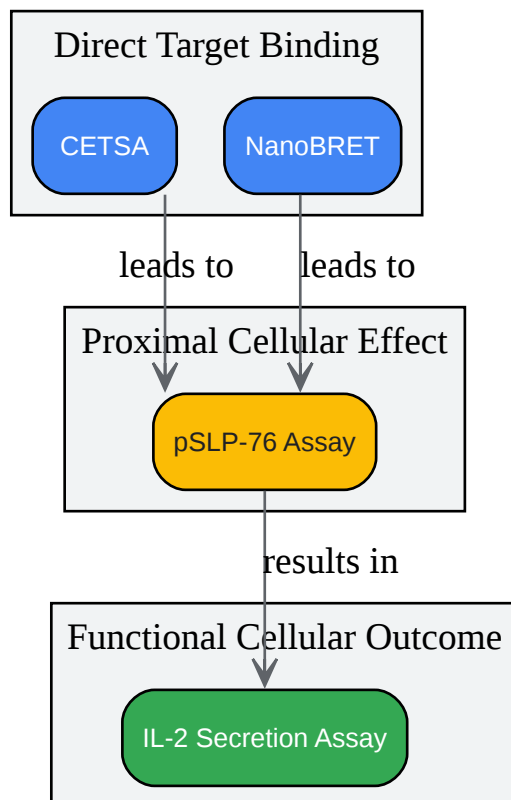 Direct Target Binding
CETSA
NanoBRET
leads to
leads to
Proximal Cellular Effect
pSLP-76 Assay
results in
Functional Cellular Outcome
IL-2 Secretion Assay